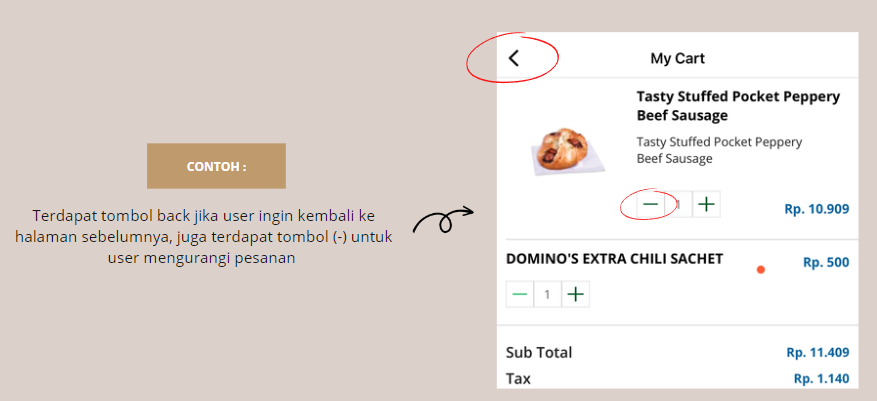 CONTOH :
Terdapat tombol back jika user ingin kembali ke
halaman sebelumnya, juga terdapat tombol (-) untuk
user mengurangi pesanan
My Cart
Tasty Stuffed Pocket Peppery
Beef Sausage
Tasty Stuffed Pocket Peppery
Beef Sausage
1
Rp. 10.909
DOMINO'S EXTRA CHILI SACHET
Rp. 500
1
Sub Total
Rp. 11.409
Tax
Rp. 1.140